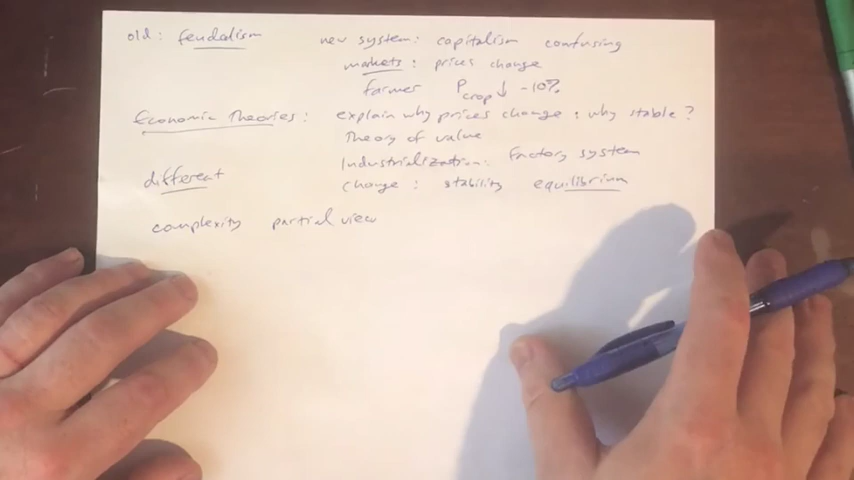 old: feudalism new system: capitalism confusing
markets: prices change
farmer P crop ↓ -10%
Economic Theories: explain why prices change: why stable?
Theory of value
Industrialization: Factory system
different
change: stability equilibrium
complexity partial view